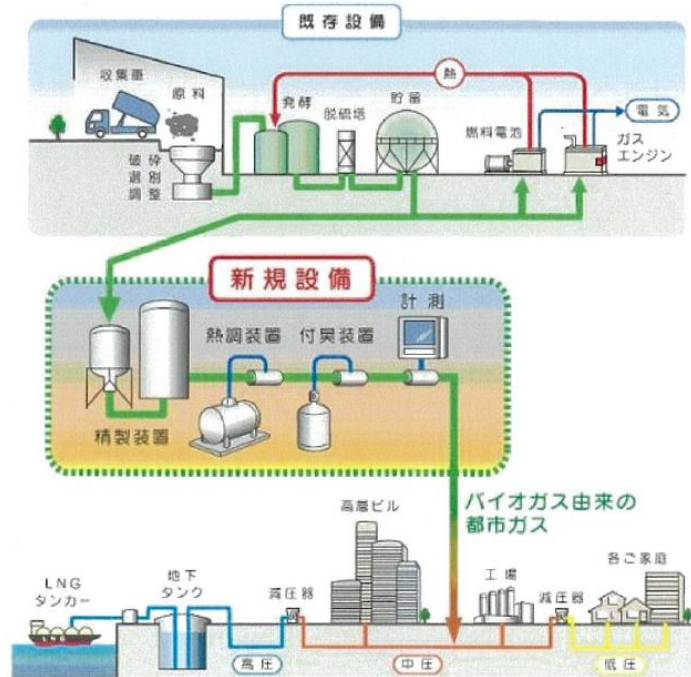 既存設備
収集車
原料
破砕
選別
調整
発酵
脱硫塔
貯留
熱
燃料電池
電気
ガス
エンジン
新規設備
精製装置
熱調装置
付臭装置
計測
バイオガス由来の
都市ガス
LNG
タンカー
地下
タンク
減圧器
高層ビル
工場
減圧器
各ご家庭
高圧
中圧
低圧